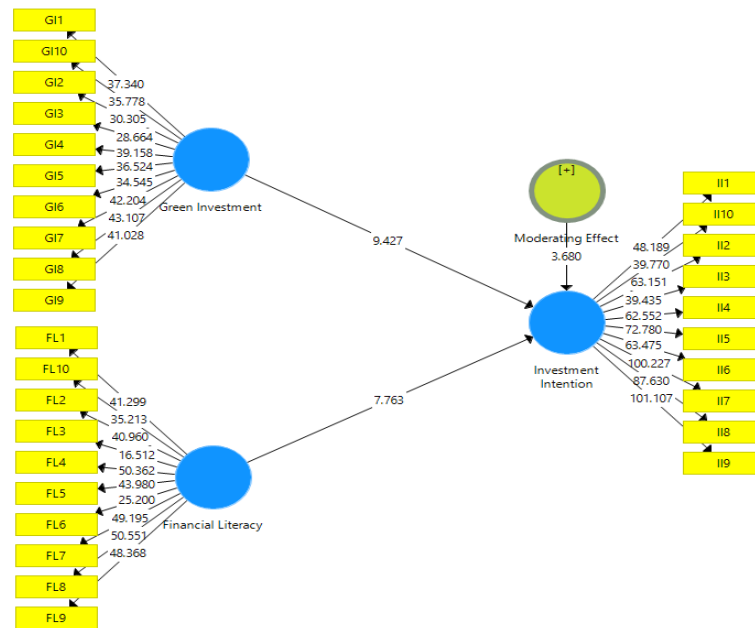 GI1
GI10
GI2
GI3
GI4
GI5
GI6
GI7
GI8
GI9
37.340
35.778
30.305
28.664
39.158
36.524
34.545
42.204
43.107
41.028
Green Investment
9.427
[+]
Moderating Effect
3.680
Investment
Intention
48.189
39.770
63.151
39.435
62.552
72.780
63.475
100.227
87.630
101.107
II1
II10
II2
II3
II4
II5
II6
II7
II8
II9
FL1
FL10
FL2
FL3
FL4
FL5
FL6
FL7
FL8
FL9
41.299
35.213
40.960
16.512
50.362
43.980
25.200
49.195
50.551
48.368
Financial Literacy
7.763